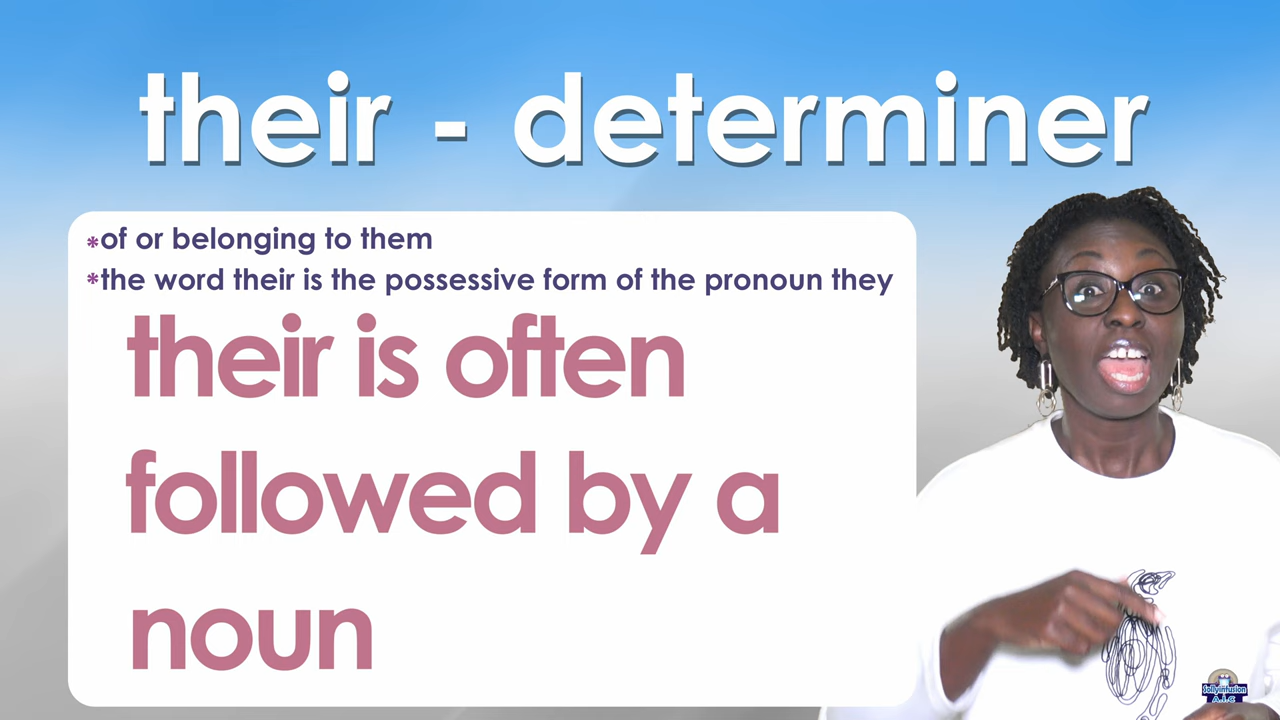 their - determiner
*of or belonging to them
*the word their is the possessive form of the pronoun they
their is often
followed by a
noun
Sollyinfusion
A.i.S